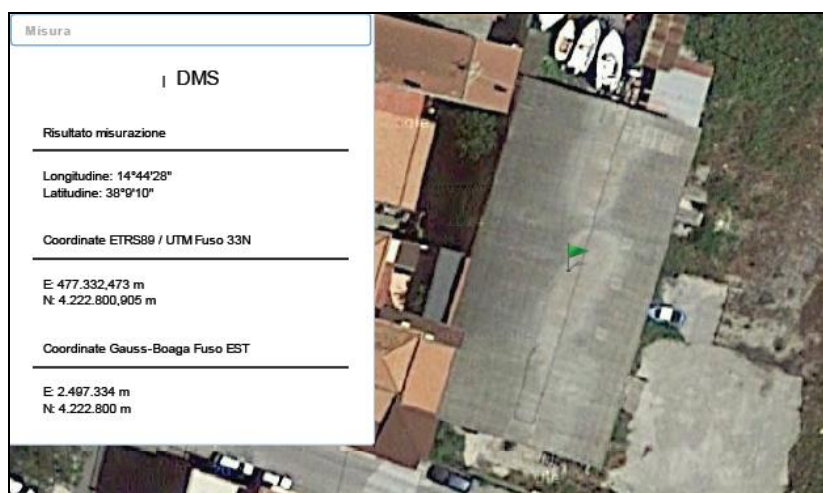 Misura
DMS
Risultato misurazione
Longitudine: 14°44'28"
Latitudine: 38°9'10"
Coordinate ETRS89 / UTM Fuso 33N
E: 477.332,473 m
N: 4.222.800,905 m
Coordinate Gauss-Boaga Fuso EST
E: 2.497.334 m
N: 4.222.800 m